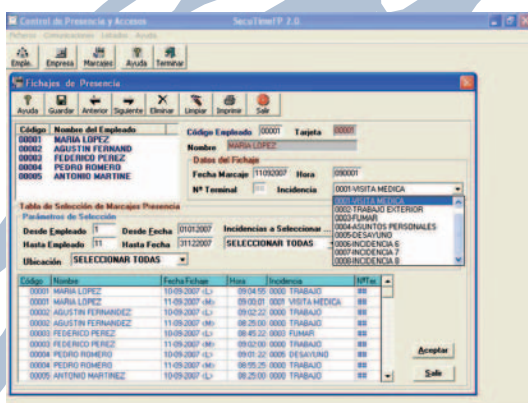 Control de Presencia y Accesos SecuTimeFP 2.0
Ficheros Comunicaciones Listados Ayuda
Emple. Empresa Marcajes Ayuda Terminar
Fichajes de Presencia
Ayuda Guardar Anterior Siguiente Eliminar Limpiar Imprimir Salir
Código Nombre del Empleado
00001 MARIA LOPEZ
00002 AGUSTIN FERNAND
00003 FEDERICO PEREZ
00004 PEDRO ROMERO
00005 ANTONIO MARTINE
Código Empleado 00001 Tarjeta 00001
Nombre MARIA LOPEZ
Datos del Fichaje
Fecha Marcaje 11092007 Hora 090001
Nº Terminal Incidencia 0001-VISITA MEDICA
0001-VISITA MEDICA
0002-TRABAJO EXTERIOR
0003-FUMAR
0004-ASUNTOS PERSONALES
0005-DESAYUNO
0006-INCIDENCIA 6
0007-INCIDENCIA 7
0008-INCIDENCIA 8
Tabla de Selección de Marcajes Presencia
Parámetros de Selección
Desde Empleado 1 Desde Fecha 01012007 Incidencias a Seleccionar ...
Hasta Empleado 11 Hasta Fecha 31122007 SELECCIONAR TODAS
Ubicación SELECCIONAR TODAS
Código Nombre Fecha Fichaje Hora Incidencia NºTer.
00001 MARIA LOPEZ 10-09-2007 <L> 09:04:55 0000 TRABAJO ##
00001 MARIA LOPEZ 11-09-2007 <M> 09:00:01 0001 VISITA MEDICA ##
00002 AGUSTIN FERNANDEZ 10-09-2007 <L> 09:02:22 0000 TRABAJO ##
00002 AGUSTIN FERNANDEZ 11-09-2007 <M> 08:25:00 0000 TRABAJO ##
00003 FEDERICO PEREZ 10-09-2007 <L> 08:45:22 0003 FUMAR ##
00003 FEDERICO PEREZ 11-09-2007 <M> 09:02:00 0000 TRABAJO ##
00004 PEDRO ROMERO 10-09-2007 <L> 09:01:22 0005 DESAYUNO ##
00004 PEDRO ROMERO 11-09-2007 <M> 08:55:25 0000 TRABAJO ##
00005 ANTONIO MARTINEZ 10-09-2007 <L> 08:25:00 0000 TRABAJO ##
Aceptar
Salir